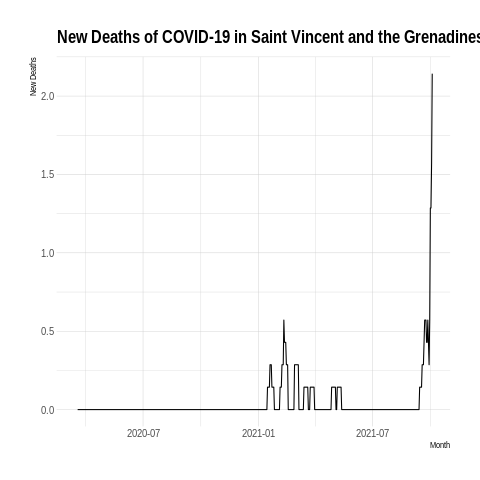 New Deaths of COVID-19 in Saint Vincent and the Grenadines
New Deaths
2.0
1.5
1.0
0.5
0.0
2020-07
2021-01
2021-07
Month